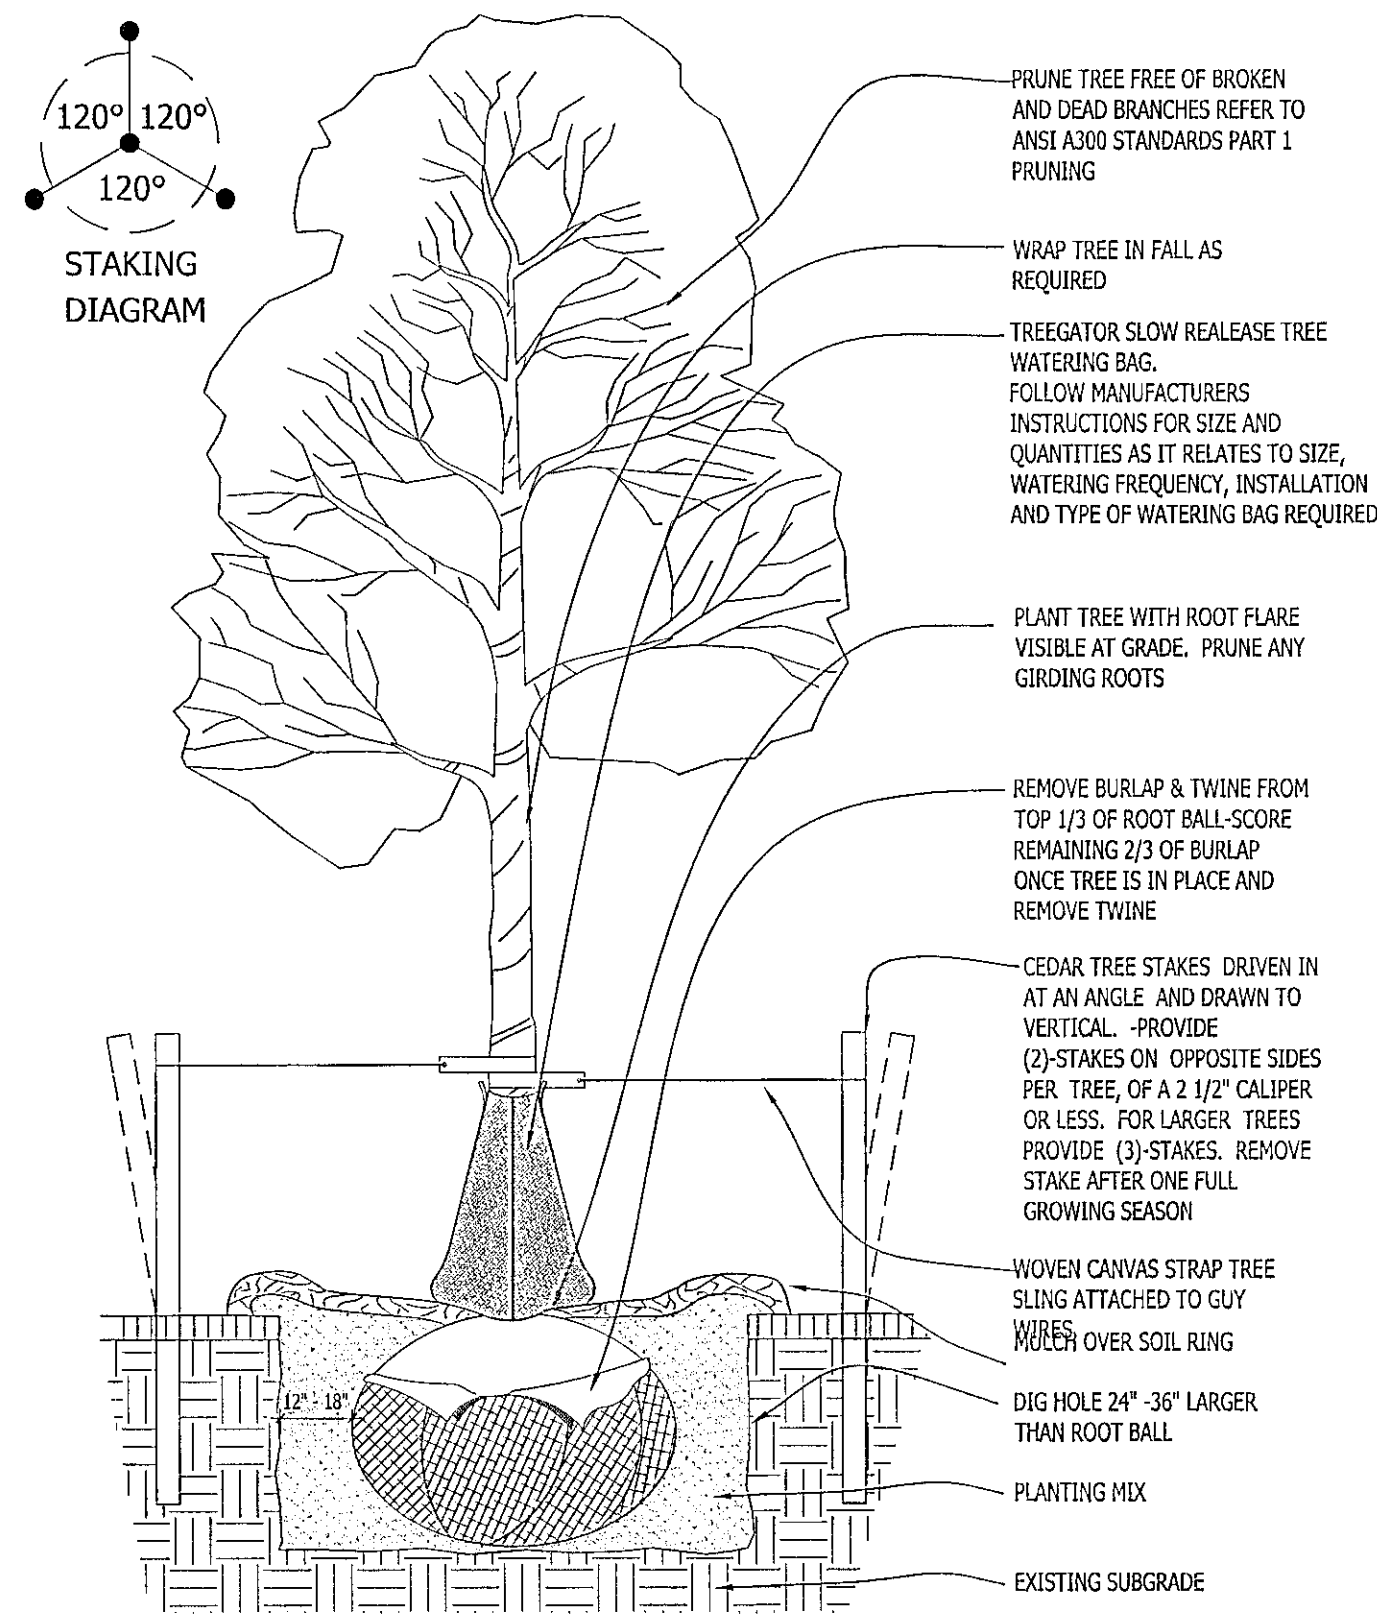 120° 120°
120°
STAKING
DIAGRAM
PRUNE TREE FREE OF BROKEN
AND DEAD BRANCHES REFER TO
ANSI A300 STANDARDS PART 1
PRUNING
WRAP TREE IN FALL AS
REQUIRED
TREEGATOR SLOW REALEASE TREE
WATERING BAG.
FOLLOW MANUFACTURERS
INSTRUCTIONS FOR SIZE AND
QUANTITIES AS IT RELATES TO SIZE,
WATERING FREQUENCY, INSTALLATION
AND TYPE OF WATERING BAG REQUIRED
PLANT TREE WITH ROOT FLARE
VISIBLE AT GRADE. PRUNE ANY
GIRDING ROOTS
REMOVE BURLAP & TWINE FROM
TOP 1/3 OF ROOT BALL-SCORE
REMAINING 2/3 OF BURLAP
ONCE TREE IS IN PLACE AND
REMOVE TWINE
CEDAR TREE STAKES DRIVEN IN
AT AN ANGLE AND DRAWN TO
VERTICAL. -PROVIDE
(2)-STAKES ON OPPOSITE SIDES
PER TREE, OF A 2 1/2" CALIPER
OR LESS. FOR LARGER TREES
PROVIDE (3)-STAKES. REMOVE
STAKE AFTER ONE FULL
GROWING SEASON
WOVEN CANVAS STRAP TREE
SLING ATTACHED TO GUY
WIRES
MULCH OVER SOIL RING
12" - 18"
DIG HOLE 24" -36" LARGER
THAN ROOT BALL
PLANTING MIX
EXISTING SUBGRADE